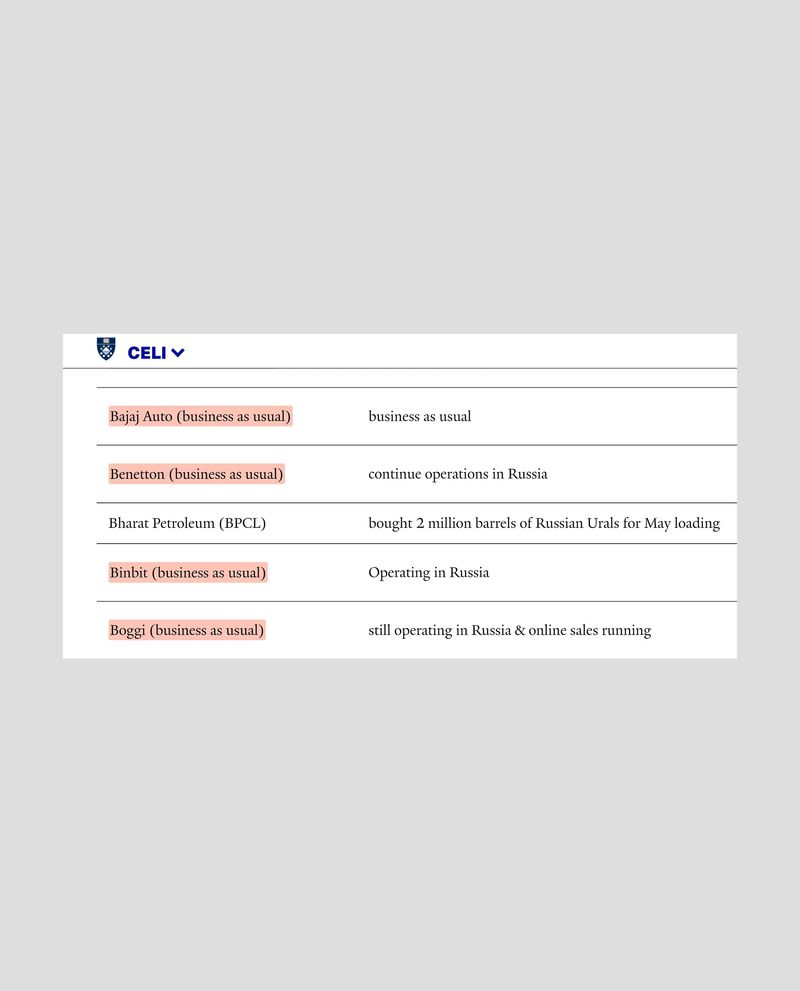 CELI
Bajaj Auto (business as usual) business as usual
Benetton (business as usual) continue operations in Russia
Bharat Petroleum (BPCL) bought 2 million barrels of Russian Urals for May loading
Binbit (business as usual) Operating in Russia
Boggi (business as usual) still operating in Russia & online sales running